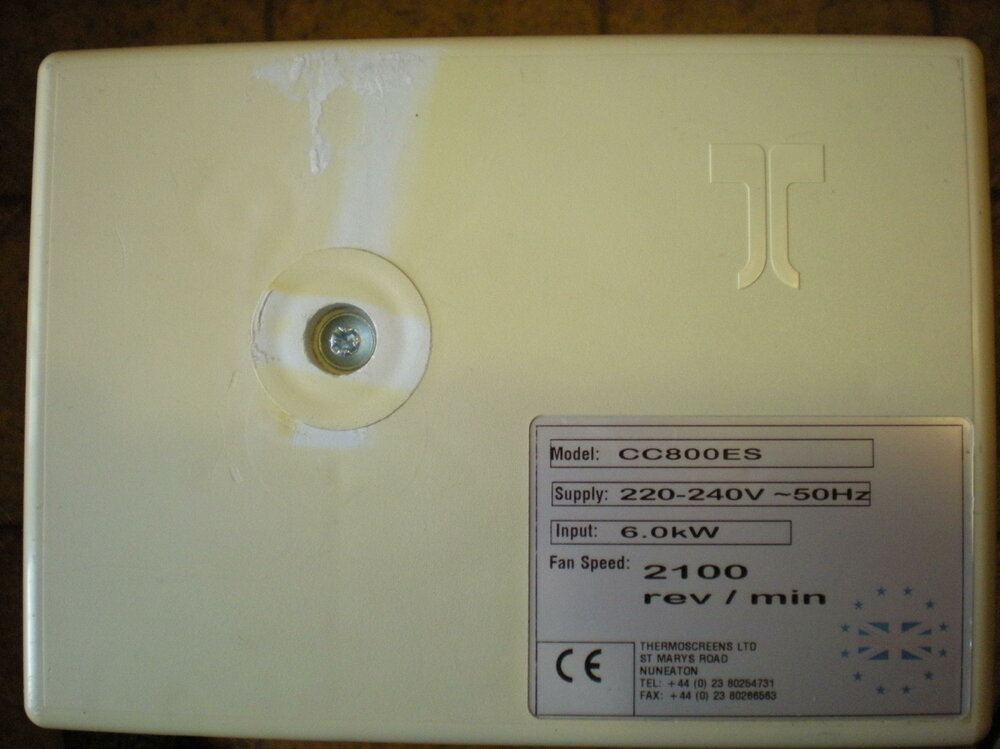 Model: CC800ES
Supply: 220-240V ~50Hz
Input: 6.0kW
Fan Speed: 2100
rev / min
CE
THERMOSCREENS LTD
ST MARYS ROAD
NUNEATON
TEL: +44 (0) 23 80254731
FAX: +44 (0) 23 80266563